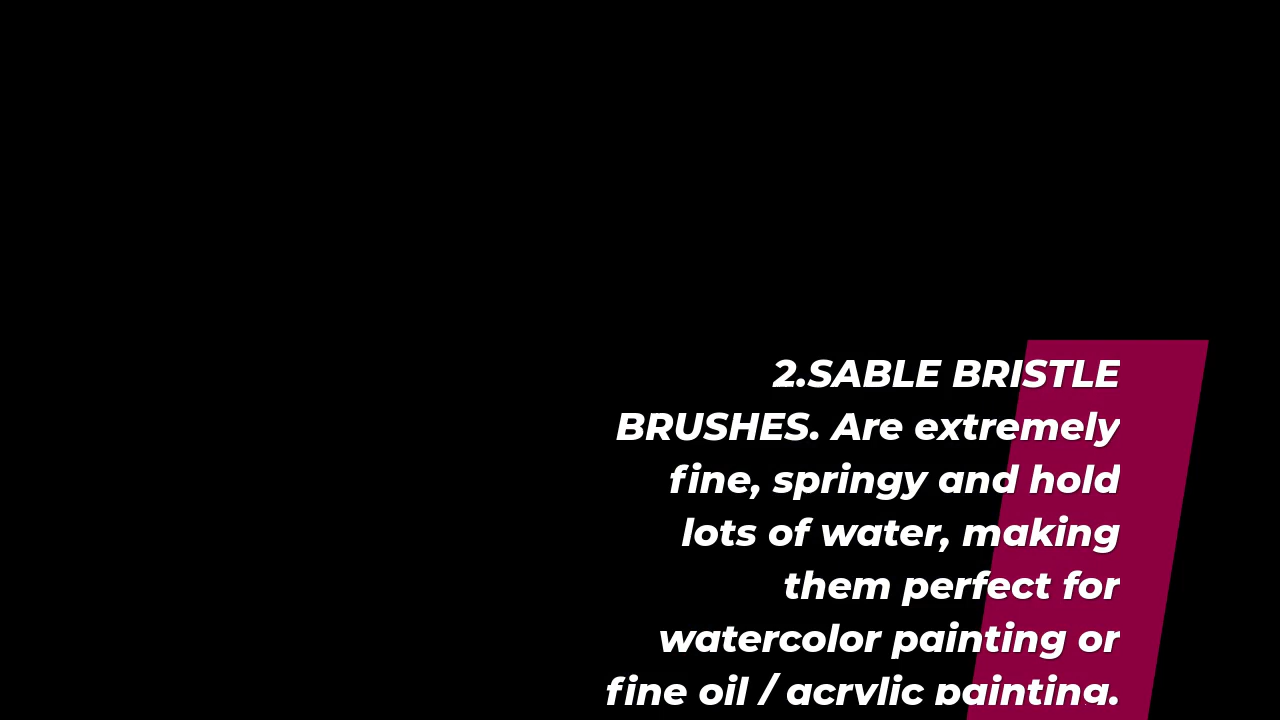 2.SABLE BRISTLE
BRUSHES. Are extremely
fine, springy and hold
lots of water, making
them perfect for
watercolor painting or
fine oil / acrylic painting.